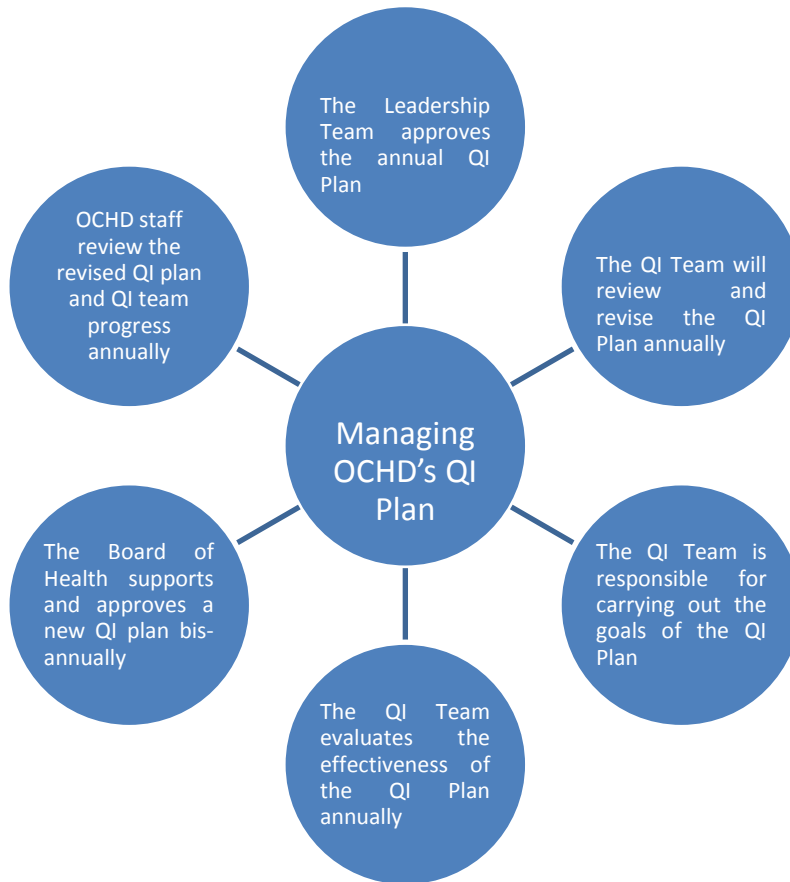 The Leadership
Team approves
the annual QI
Plan
OCHD staff
review the
revised QI plan
and QI team
progress
annually
The QI Team will
review and
revise the QI
Plan annually
Managing
OCHD’s QI
Plan
The Board of
Health supports
and approves a
new QI plan bis-
annually
The QI Team is
responsible for
carrying out the
goals of the QI
Plan
The QI Team
evaluates the
effectiveness of
the QI Plan
annually